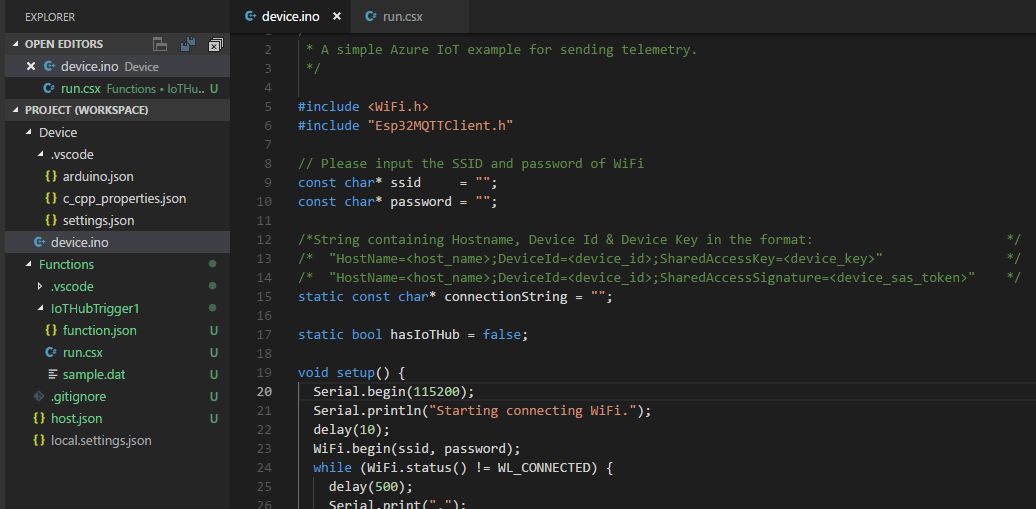 EXPLORER
OPEN EDITORS
device.ino Device
run.csx Functions • IoTHu... U
PROJECT (WORKSPACE)
Device
.vscode
{} arduino.json
{} c_cpp_properties.json
{} settings.json
device.ino
Functions
.vscode
IoTHubTrigger1
{} function.json U
run.csx U
sample.dat U
.gitignore U
{} host.json U
{} local.settings.json
device.ino
run.csx
2 * A simple Azure IoT example for sending telemetry.
3 */
4
5 #include <WiFi.h>
6 #include "Esp32MQTTClient.h"
7
8 // Please input the SSID and password of WiFi
9 const char* ssid     = "";
10 const char* password = "";
11
12 /*String containing Hostname, Device Id & Device Key in the format: */
13 /*  "HostName=<host_name>;DeviceId=<device_id>;SharedAccessKey=<device_key>" */
14 /*  "HostName=<host_name>;DeviceId=<device_id>;SharedAccessSignature=<device_sas_token>" */
15 static const char* connectionString = "";
16
17 static bool hasIoTHub = false;
18
19 void setup() {
20   Serial.begin(115200);
21   Serial.println("Starting connecting WiFi.");
22   delay(10);
23   WiFi.begin(ssid, password);
24   while (WiFi.status() != WL_CONNECTED) {
25     delay(500);
26     Serial.print(".");